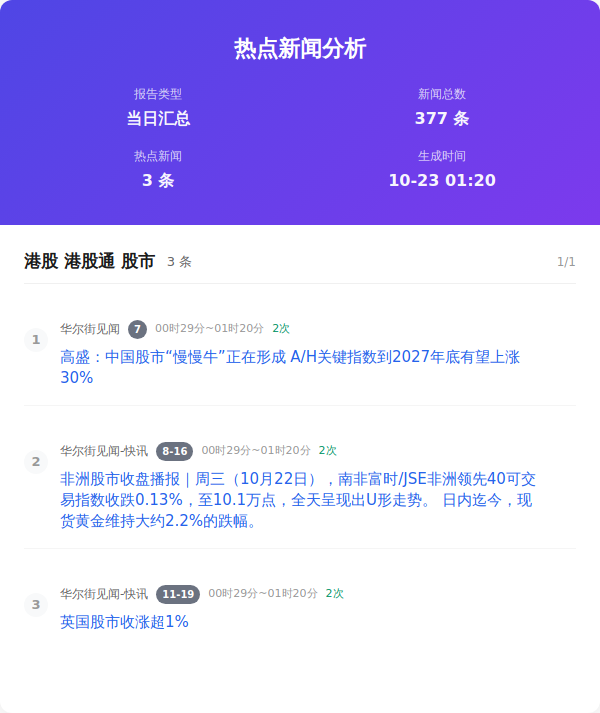 热点新闻分析
报告类型
新闻总数
当日汇总
377 条
热点新闻
生成时间
3 条
10-23 01:20
港股 港股通 股市 3 条 1/1
1
华尔街见闻 7 00时29分~01时20分 2次
高盛：中国股市“慢慢牛”正在形成 A/H关键指数到2027年底有望上涨
30%
2
华尔街见闻-快讯 8-16 00时29分~01时20分 2次
非洲股市收盘播报｜周三（10月22日），南非富时/JSE非洲领先40可交
易指数收跌0.13%，至10.1万点，全天呈现出U形走势。 日内迄今，现
货黄金维持大约2.2%的跌幅。
3
华尔街见闻-快讯 11-19 00时29分~01时20分 2次
英国股市收涨超1%